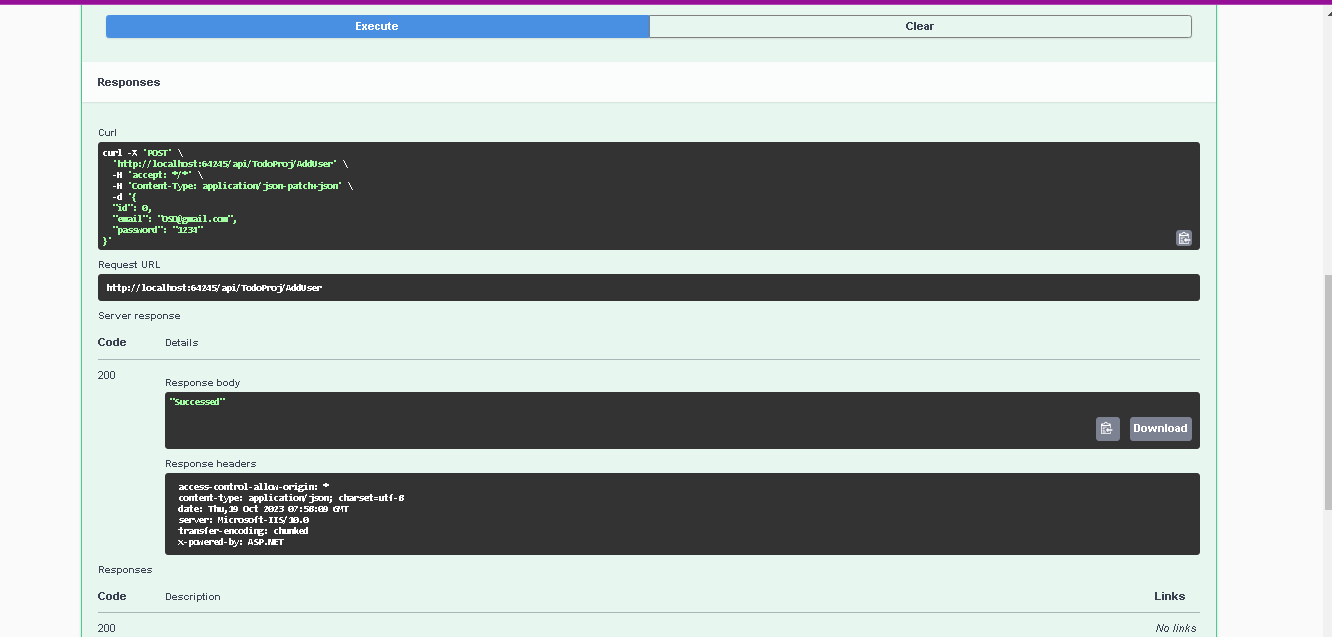 Execute
Clear
Responses
Curl
curl -X 'POST' \
'http://localhost:64245/api/TodoProj/AddUser' \
-H 'accept: */*' \
-H 'Content-Type: application/json-patch+json' \
-d '{
"id": 0,
"email": "DSD@gmail.com",
"password": "1234"
}'
Request URL
http://localhost:64245/api/TodoProj/AddUser
Server response
Code Details
200
Response body
"Successed"
Download
Response headers
access-control-allow-origin: *
content-type: application/json; charset=utf-8
date: Thu,19 Oct 2023 07:58:09 GMT
server: Microsoft-IIS/10.0
transfer-encoding: chunked
x-powered-by: ASP.NET
Responses
Code Description Links
200 No links